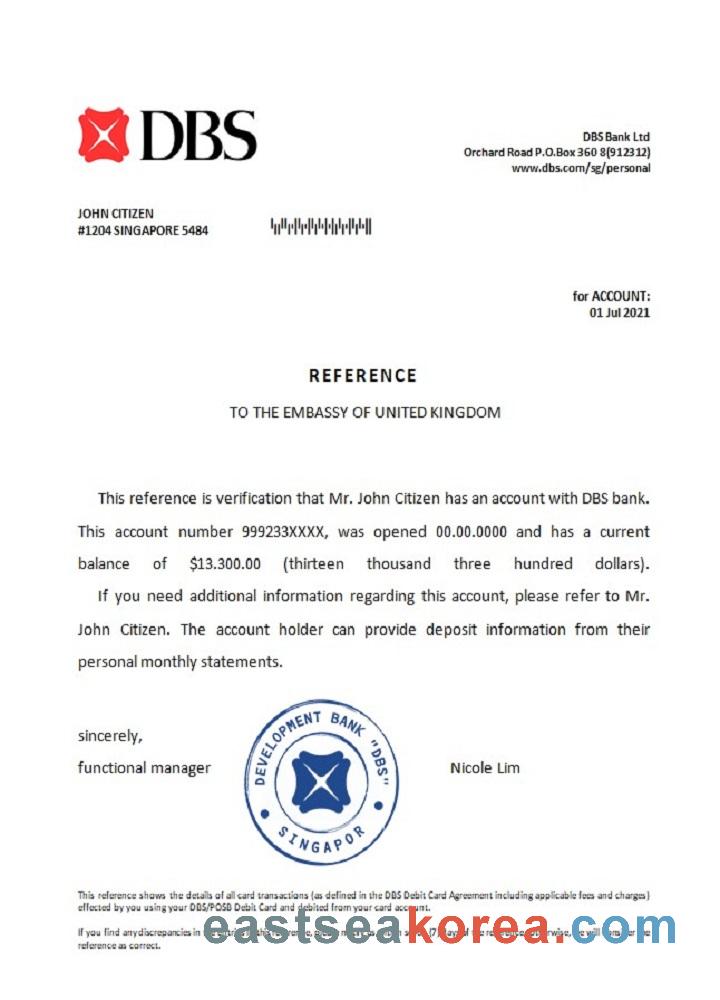 DBS
DBS Bank Ltd
Orchard Road P.O.Box 360 8(912312)
www.dbs.com/sg/personal
JOHN CITIZEN
#1204 SINGAPORE 5484
for ACCOUNT:
01 Jul 2021
REFERENCE
TO THE EMBASSY OF UNITED KINGDOM
This reference is verification that Mr. John Citizen has an account with DBS bank.
This account number 999233XXXX, was opened 00.00.0000 and has a current
balance of $13.300.00 (thirteen thousand three hundred dollars).
If you need additional information regarding this account, please refer to Mr.
John Citizen. The account holder can provide deposit information from their
personal monthly statements.
sincerely,
functional manager
DEVELOPMENT BANK "DBS"
SINGAPOR
Nicole Lim
This reference shows the details of all card transactions (as defined in the DBS Debit Card Agreement including applicable fees and charges)
effected by you using your DBS/POSB Debit Card and debited from your card account.
eastseakorea.com
If you find any discrepancies in
reference as correct.